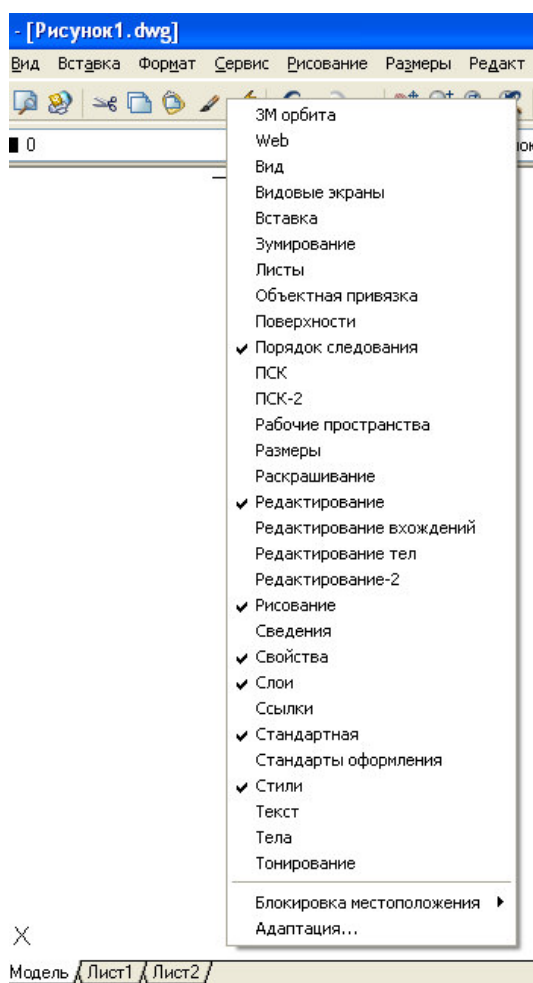 - [Рисунок1.dwg]
Вид Вставка Формат Сервис Рисование Размеры Редакт
0
3М орбита
Web
Вид
Видовые экраны
Вставка
Зумирование
Листы
Объектная привязка
Поверхности
Порядок следования
ПСК
ПСК-2
Рабочие пространства
Размеры
Раскрашивание
Редактирование
Редактирование вхождений
Редактирование тел
Редактирование-2
Рисование
Сведения
Свойства
Слои
Ссылки
Стандартная
Стандарты оформления
Стили
Текст
Тела
Тонирование
Блокировка местоположения
Адаптация...
X
Модель Лист1 Лист2